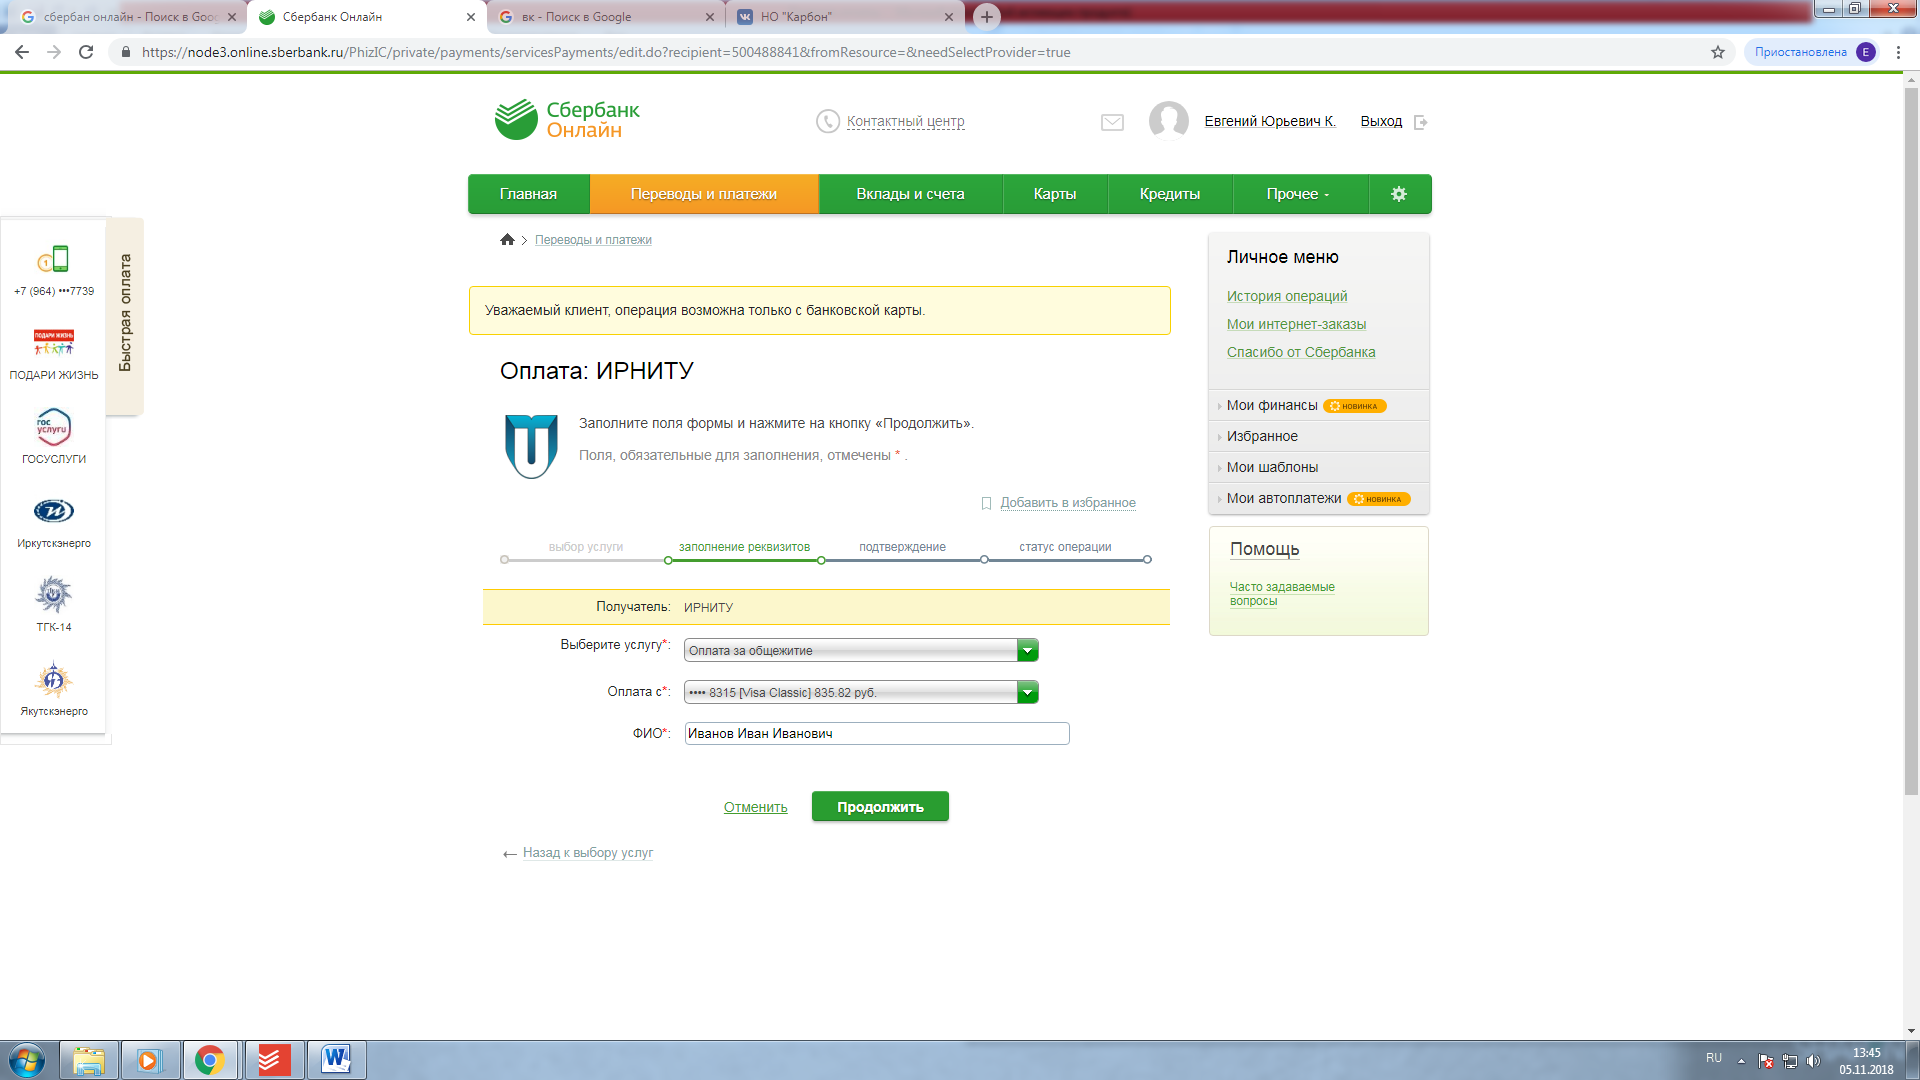 сбербан онлайн - Поиск в Goo
Сбербанк Онлайн
вк - Поиск в Google
НО "Карбон"
https://node3.online.sberbank.ru/PhizIC/private/payments/servicesPayments/edit.do?recipient=500488841&fromResource=&needSelectProvider=true
Приостановлена
E
Сбербанк
Онлайн
Контактный центр
Евгений Юрьевич К.
Выход
Главная
Переводы и платежи
Вклады и счета
Карты
Кредиты
Прочее
Переводы и платежи
Уважаемый клиент, операция возможна только с банковской карты.
Оплата: ИРНИТУ
Заполните поля формы и нажмите на кнопку «Продолжить».
Поля, обязательные для заполнения, отмечены * .
Добавить в избранное
выбор услуги
заполнение реквизитов
подтверждение
статус операции
Получатель: ИРНИТУ
Выберите услугу*: Оплата за общежитие
Оплата с*: •••• 8315 [Visa Classic] 835.82 руб.
ФИО*: Иванов Иван Иванович
Отменить
Продолжить
← Назад к выбору услуг
Быстрая оплата
1
+7 (964) •••7739
ПОДАРИ ЖИЗНЬ
ПОДАРИ ЖИЗНЬ
гос
услуги
ГОСУСЛУГИ
Иркутскэнерго
ТГК-14
Якутскэнерго
Личное меню
История операций
Мои интернет-заказы
Спасибо от Сбербанка
Мои финансы НОВИНКА
Избранное
Мои шаблоны
Мои автоплатежи НОВИНКА
Помощь
Часто задаваемые
вопросы
RU
13:45
05.11.2018